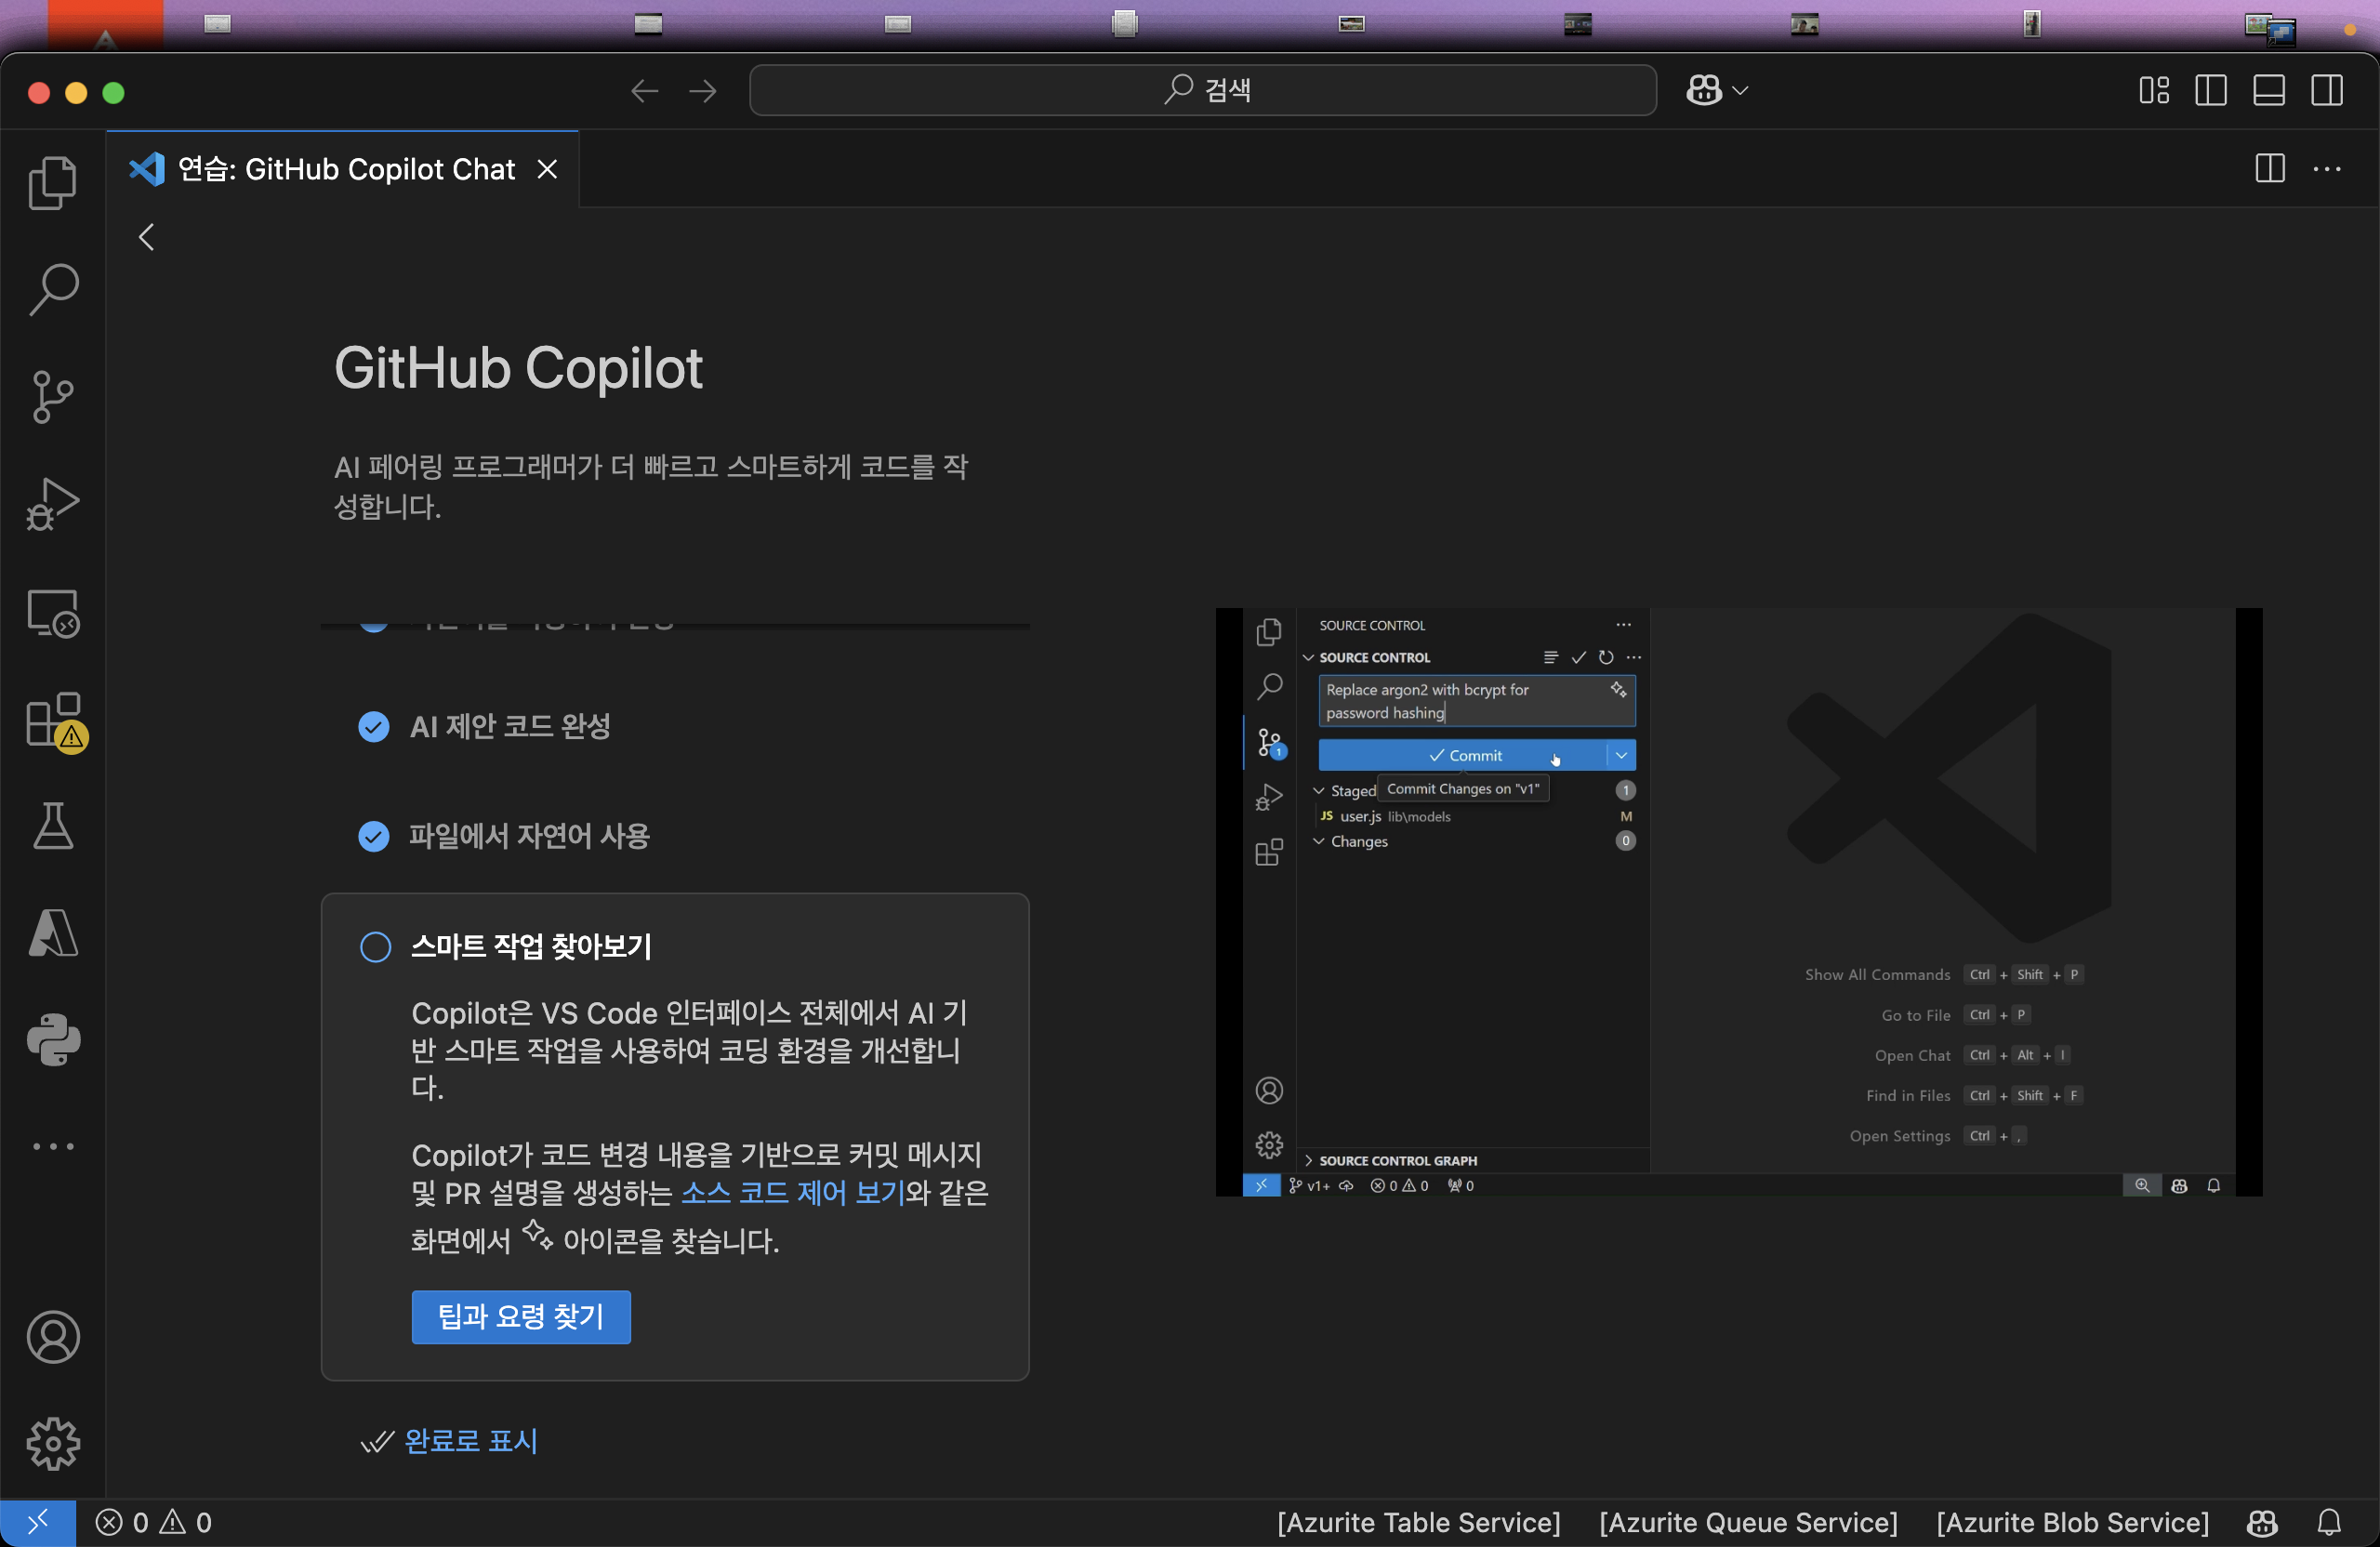 검색
연습: GitHub Copilot Chat
GitHub Copilot
AI 페어링 프로그래머가 더 빠르고 스마트하게 코드를 작
성합니다.
AI 제안 코드 완성
파일에서 자연어 사용
스마트 작업 찾아보기
Copilot은 VS Code 인터페이스 전체에서 AI 기
반 스마트 작업을 사용하여 코딩 환경을 개선합니
다.
Copilot가 코드 변경 내용을 기반으로 커밋 메시지
및 PR 설명을 생성하는 소스 코드 제어 보기와 같은
화면에서 아이콘을 찾습니다.
팁과 요령 찾기
완료로 표시
SOURCE CONTROL
SOURCE CONTROL
Replace argon2 with bcrypt for
password hashing
Commit
Commit Changes on "v1"
Staged
1
JS user.js lib\models M
Changes 0
1
Show All Commands Ctrl + Shift + P
Go to File Ctrl + P
Open Chat Ctrl + Alt + I
Find in Files Ctrl + Shift + F
Open Settings Ctrl + ,
SOURCE CONTROL GRAPH
v1+ 0 0 0
0 0
[Azurite Table Service] [Azurite Queue Service] [Azurite Blob Service]